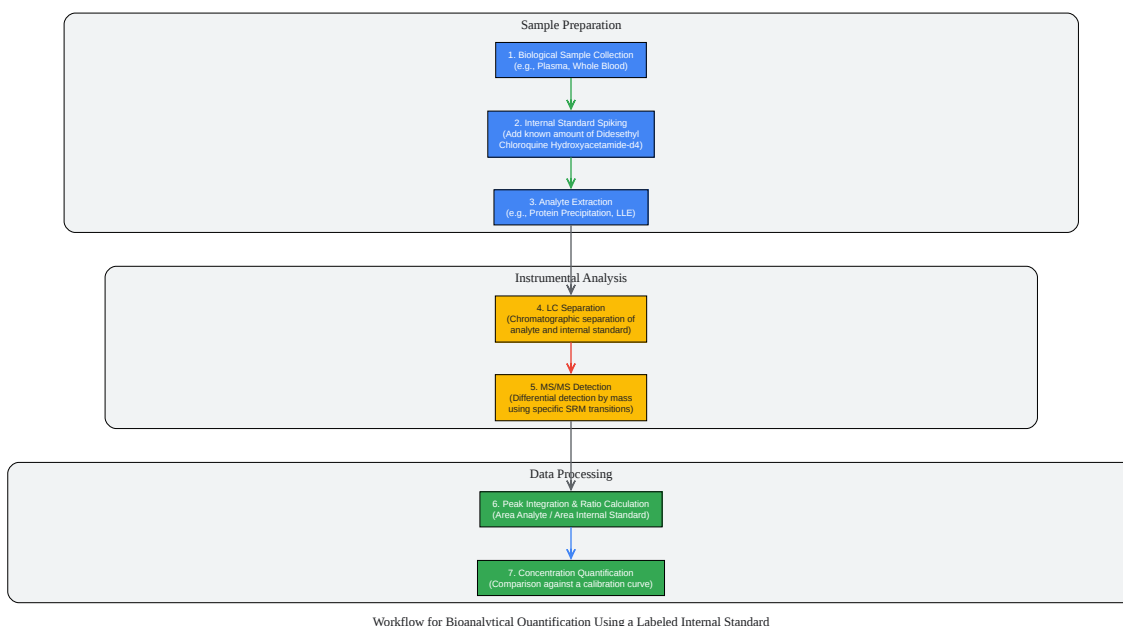 Sample Preparation
1. Biological Sample Collection
(e.g., Plasma, Whole Blood)
2. Internal Standard Spiking
(Add known amount of Didesethyl
Chloroquine Hydroxyacetamide-d4)
3. Analyte Extraction
(e.g., Protein Precipitation, LLE)
Instrumental Analysis
4. LC Separation
(Chromatographic separation of
analyte and internal standard)
5. MS/MS Detection
(Differential detection by mass
using specific SRM transitions)
Data Processing
6. Peak Integration & Ratio Calculation
(Area Analyte / Area Internal Standard)
7. Concentration Quantification
(Comparison against a calibration curve)
Workflow for Bioanalytical Quantification Using a Labeled Internal Standard